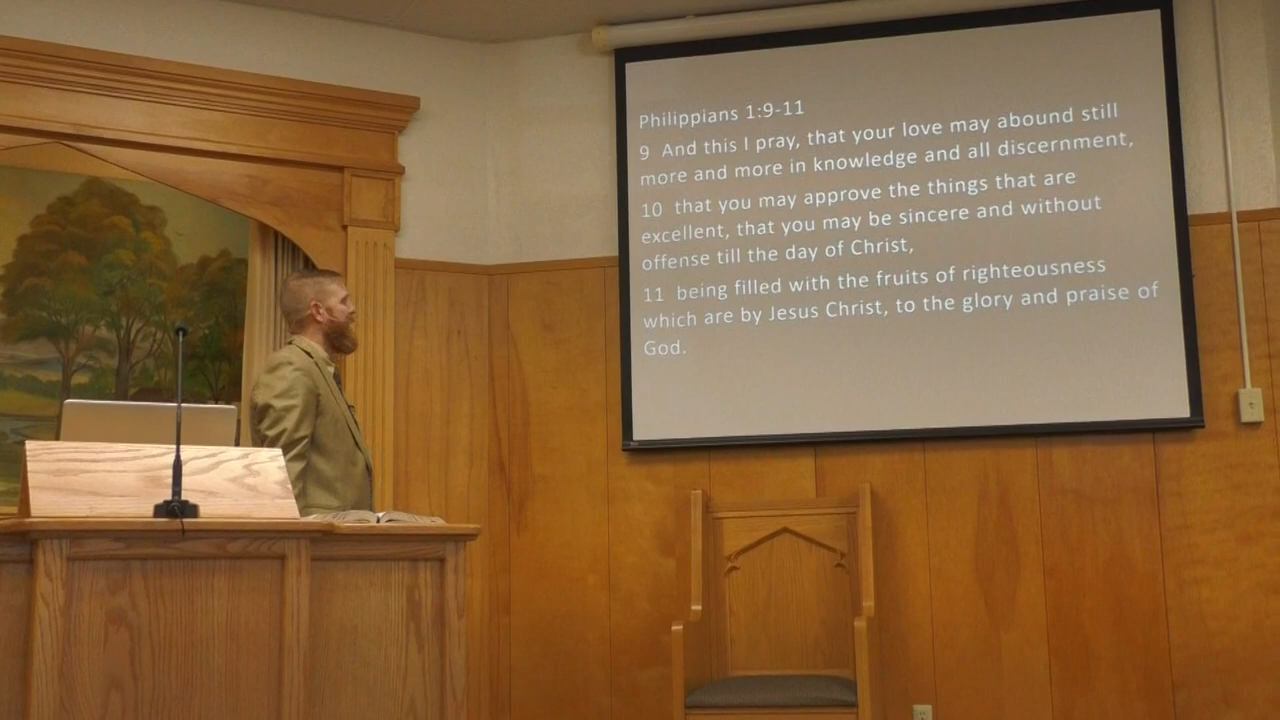 Philippians 1:9-11
9 And this I pray, that your love may abound still
more and more in knowledge and all discernment,
10 that you may approve the things that are
excellent, that you may be sincere and without
offense till the day of Christ,
11 being filled with the fruits of righteousness
which are by Jesus Christ, to the glory and praise of
God.